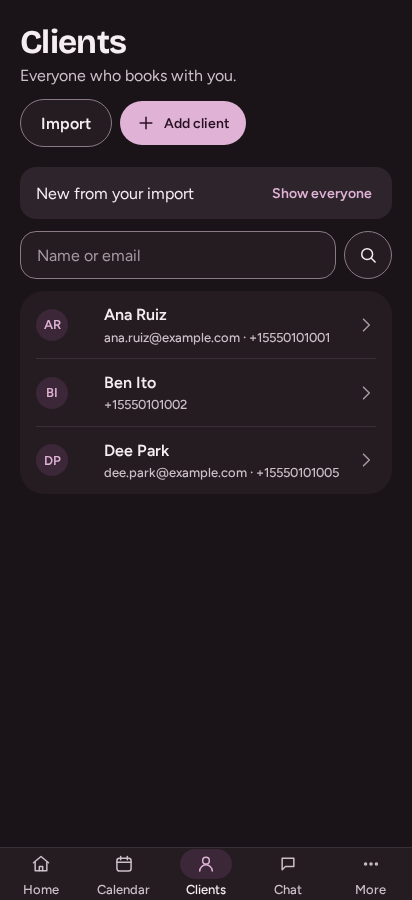 Clients
Everyone who books with you.
Import
Add client
New from your import
Show everyone
Name or email
AR
Ana Ruiz
ana.ruiz@example.com · +15550101001
BI
Ben Ito
+15550101002
DP
Dee Park
dee.park@example.com · +15550101005
Home
Calendar
Clients
Chat
More